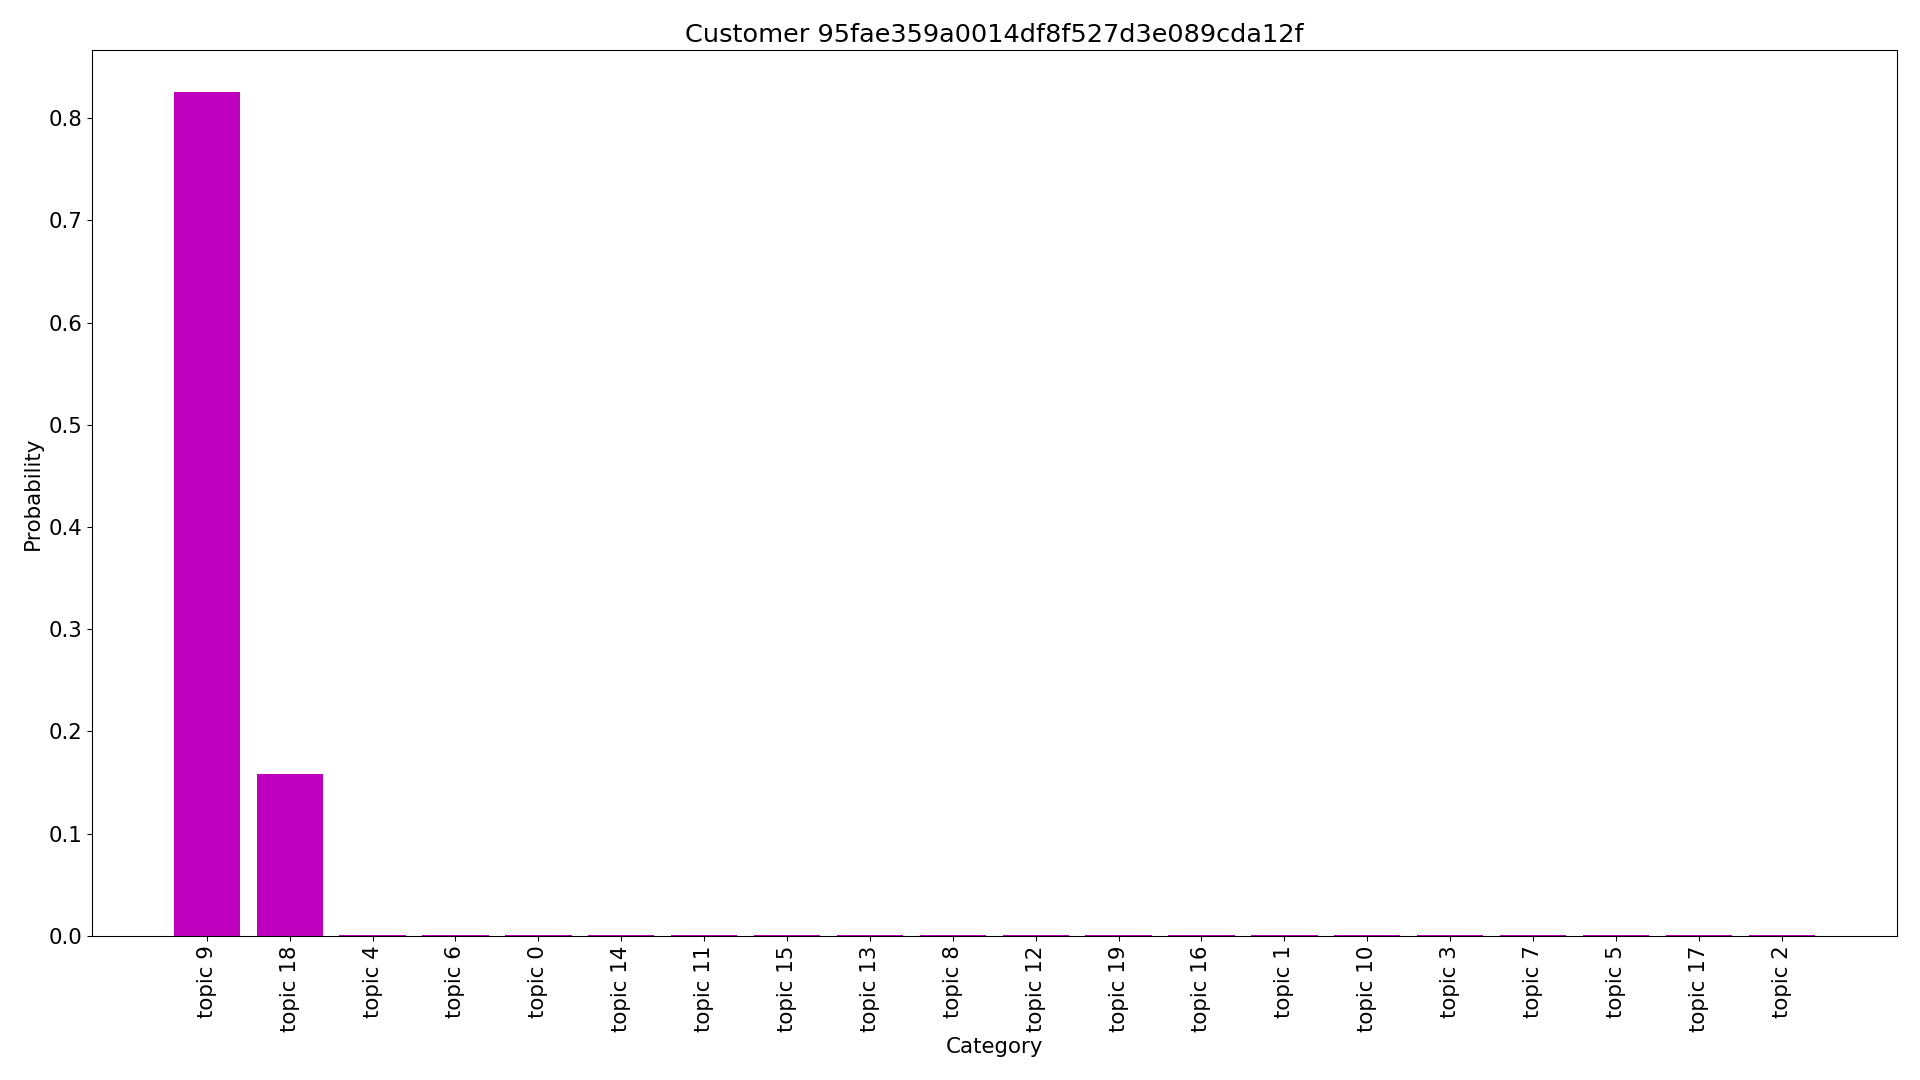 Customer 95fae359a0014df8f527d3e089cda12f
Probability
0.8
0.7
0.6
0.5
0.4
0.3
0.2
0.1
0.0
topic 9
topic 18
topic 4
topic 6
topic 0
topic 14
topic 11
topic 15
topic 13
topic 8
topic 12
topic 19
topic 16
topic 1
topic 10
topic 3
topic 7
topic 5
topic 17
topic 2
Category